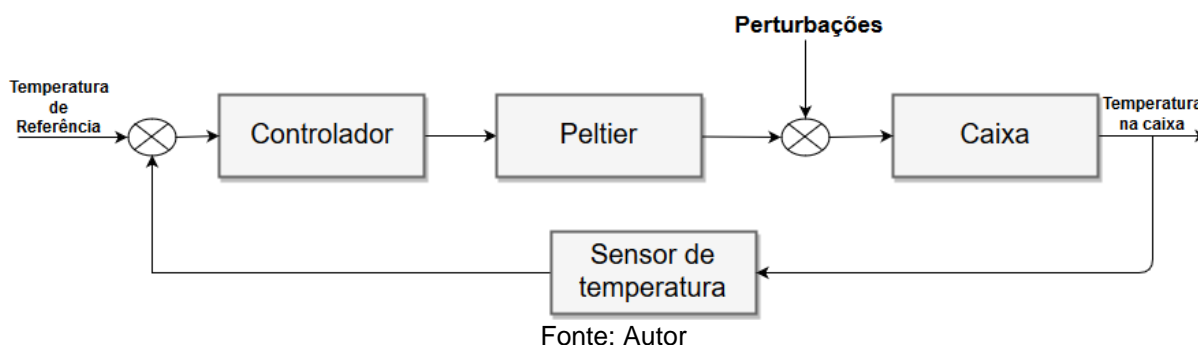 Perturbações
Temperatura
de
Referência
Controlador
Peltier
Caixa
Temperatura
na caixa
Sensor de
temperatura
Fonte: Autor